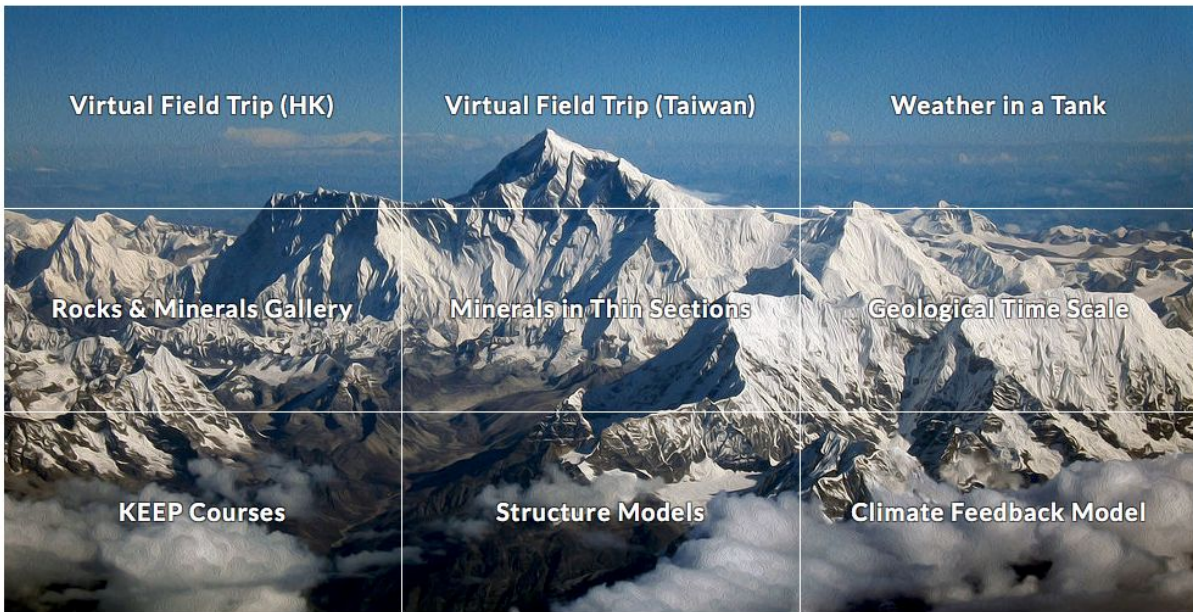 Virtual Field Trip (HK)
Virtual Field Trip (Taiwan)
Weather in a Tank
Rocks & Minerals Gallery
Minerals in Thin Sections
Geological Time Scale
KEEP Courses
Structure Models
Climate Feedback Model